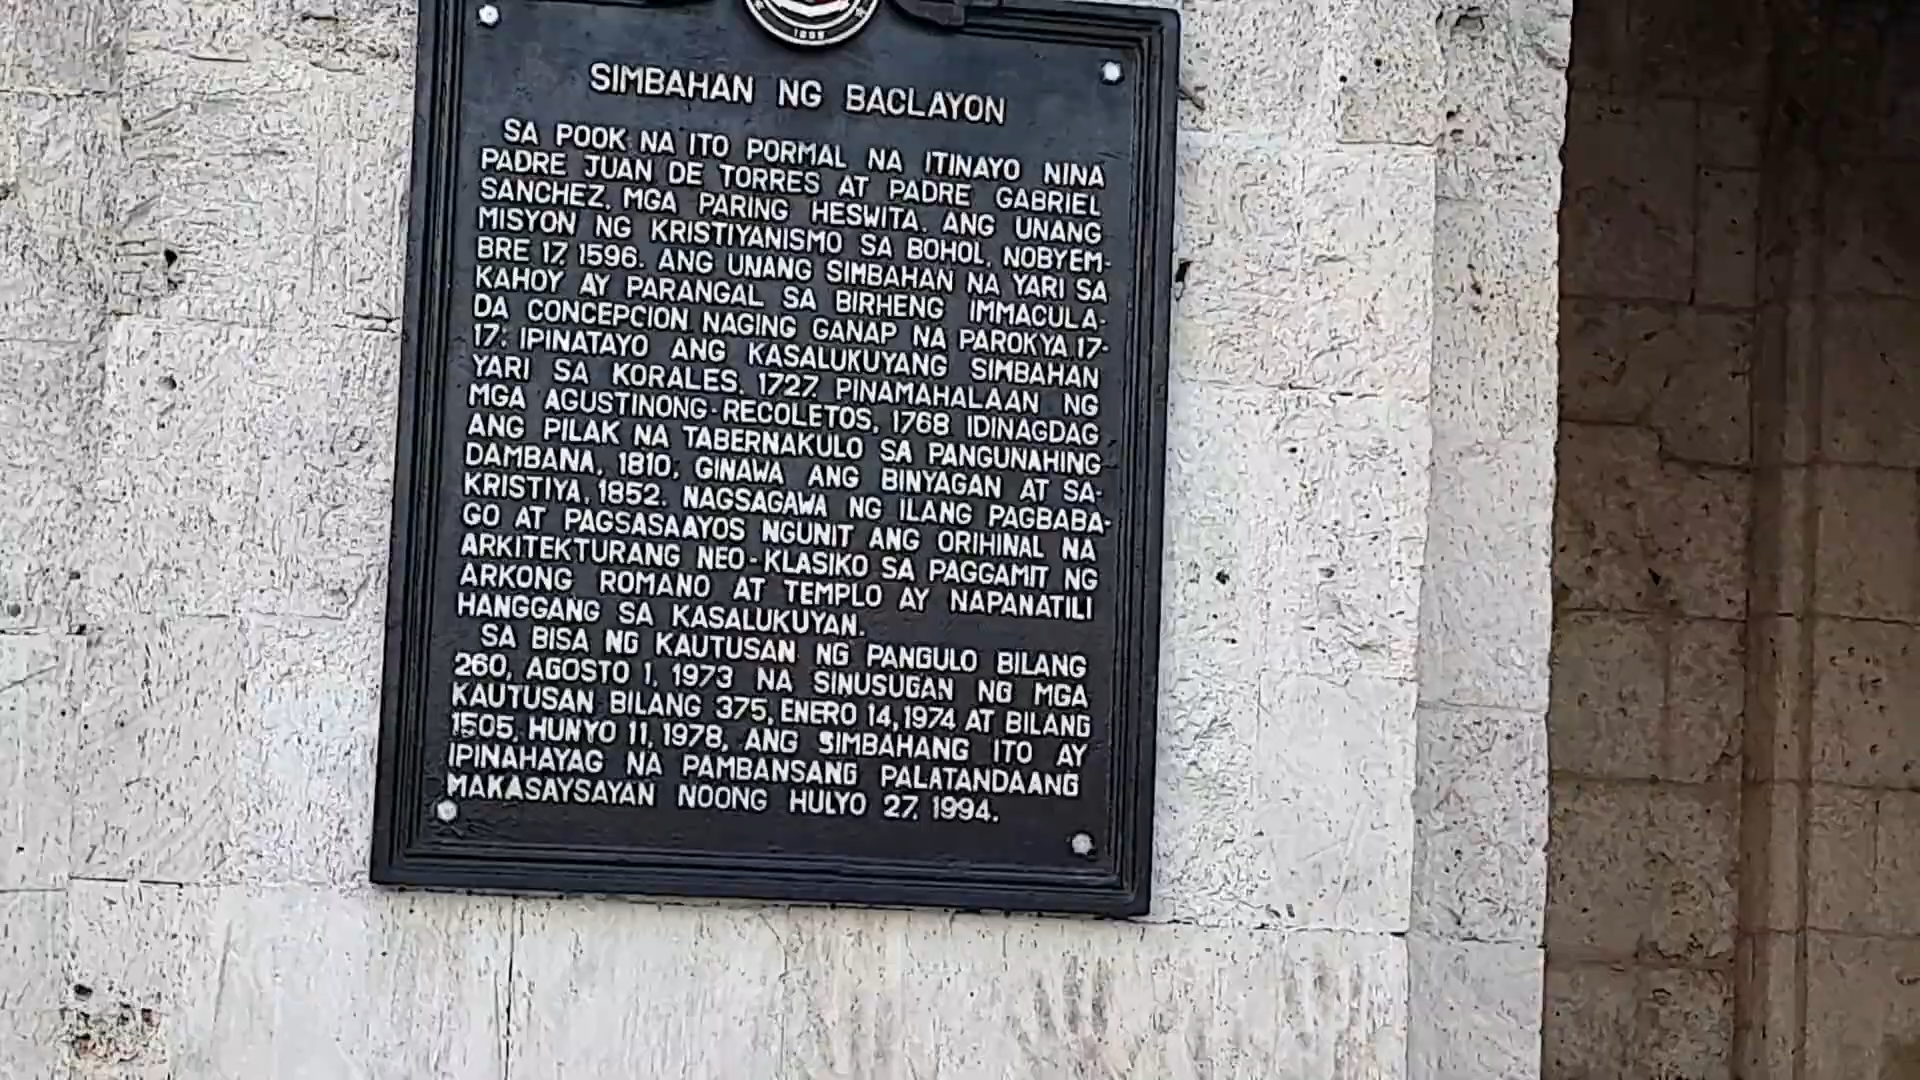 1895
SIMBAHAN NG BACLAYON
SA POOK NA ITO PORMAL NA ITINAYO NINA
PADRE JUAN DE TORRES AT PADRE GABRIEL
SANCHEZ, MGA PARING HESWITA, ANG UNANG
MISYON NG KRISTIYANISMO SA BOHOL, NOBYEM-
BRE 17, 1596. ANG UNANG SIMBAHAN NA YARI SA
KAHOY AY PARANGAL SA BIRHENG IMMACULA-
DA CONCEPCION NAGING GANAP NA PAROKYA 17-
17; IPINATAYO ANG KASALUKUYANG SIMBAHAN
YARI SA KORALES, 1727. PINAMAHALAAN NG
MGA AGUSTINONG-RECOLETOS, 1768 IDINAGDAG
ANG PILAK NA TABERNAKULO SA PANGUNAHING
DAMBANA, 1810, GINAWA ANG BINYAGAN AT SA-
KRISTIYA, 1852. NAGSAGAWA NG ILANG PAGBABA-
GO AT PAGSASAAYOS NGUNIT ANG ORIHINAL NA
ARKITEKTURANG NEO-KLASIKO SA PAGGAMIT NG
ARKONG ROMANO AT TEMPLO AY NAPANATILI
HANGGANG SA KASALUKUYAN.
SA BISA NG KAUTUSAN NG PANGULO BILANG
260, AGOSTO 1, 1973 NA SINUSUGAN NG MGA
KAUTUSAN BILANG 375, ENERO 14, 1974 AT BILANG
1505, HUNYO 11, 1978, ANG SIMBAHANG ITO AY
IPINAHAYAG NA PAMBANSANG PALATANDAANG
MAKASAYSAYAN NOONG HULYO 27, 1994.